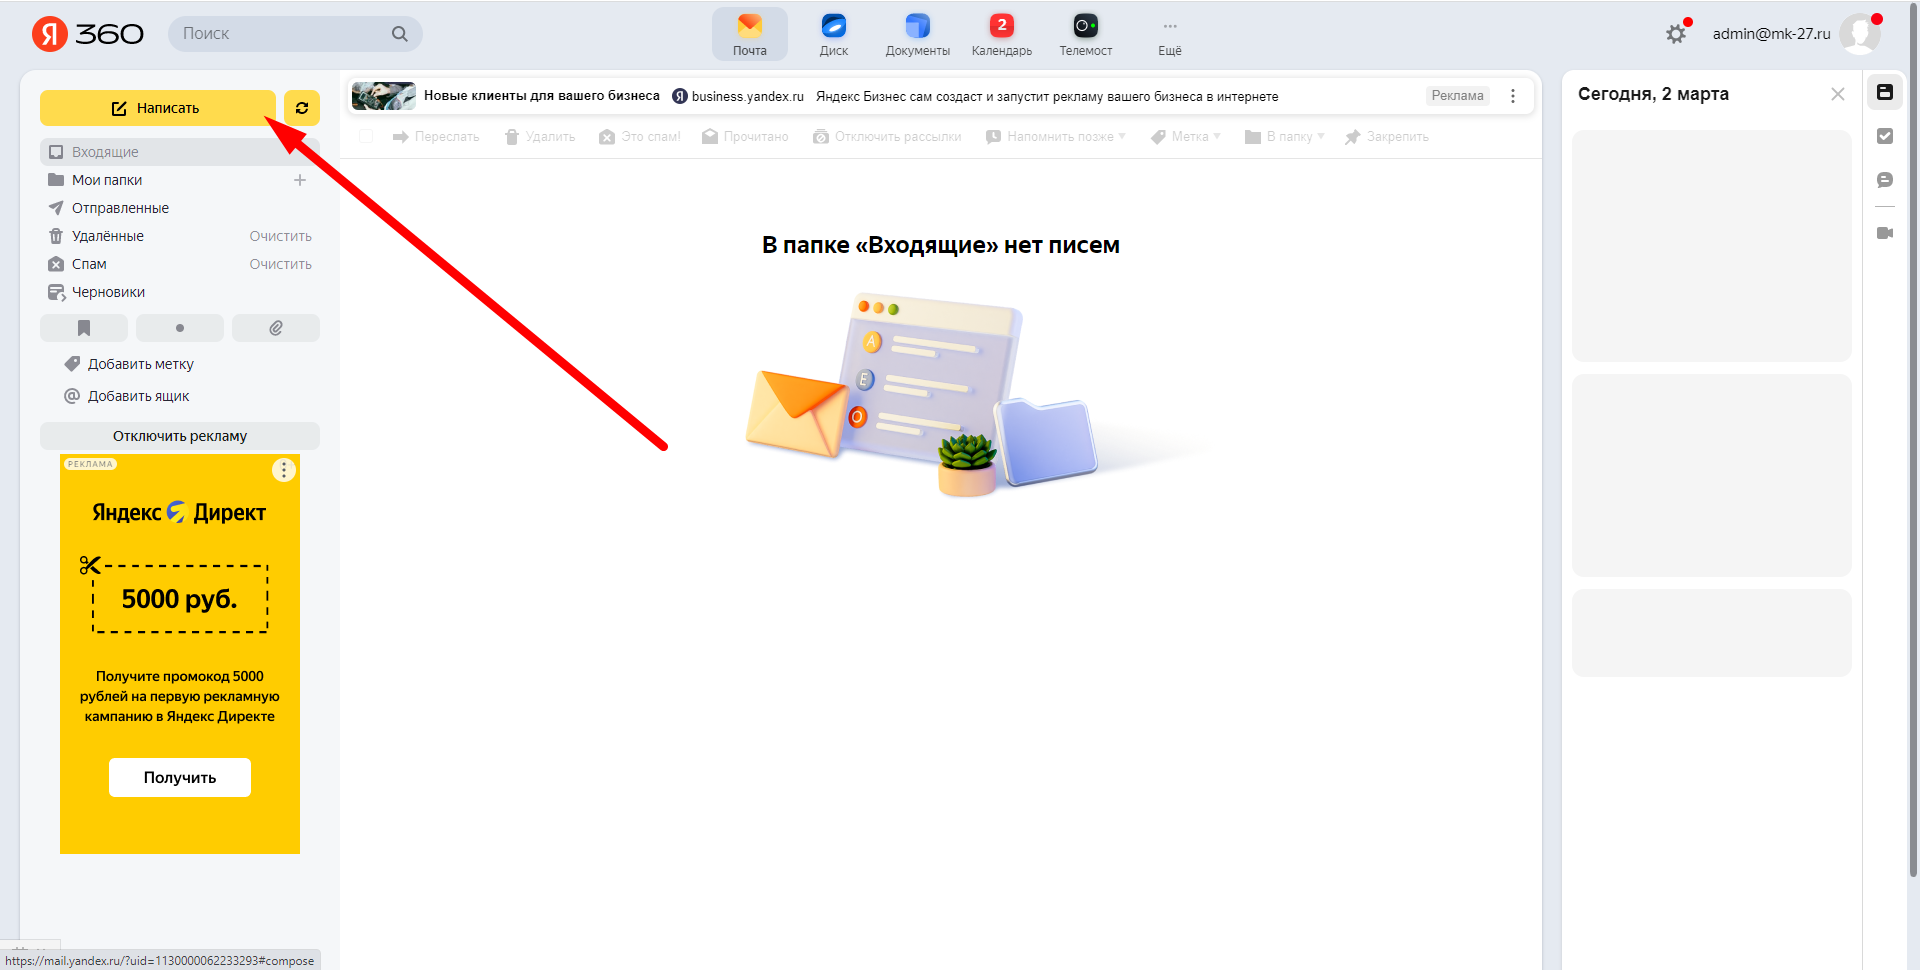 Я 360
Поиск
Почта
Диск
Документы
2
Календарь
Телемост
Ещё
admin@mk-27.ru
Написать
Входящие
Мои папки
Отправленные
Удалённые Очистить
Спам Очистить
Черновики
Добавить метку
Добавить ящик
Отключить рекламу
РЕКЛАМА
Яндекс Директ
5000 руб.
Получите промокод 5000
рублей на первую рекламную
кампанию в Яндекс Директе
Получить
https://mail.yandex.ru/?uid=1130000062233293#compose
Новые клиенты для вашего бизнеса Я business.yandex.ru Яндекс Бизнес сам создаст и запустит рекламу вашего бизнеса в интернете Реклама
Переслать Удалить Это спам! Прочитано Отключить рассылки Напомнить позже Метка В папку Закрепить
В папке «Входящие» нет писем
A
E
O
Сегодня, 2 марта